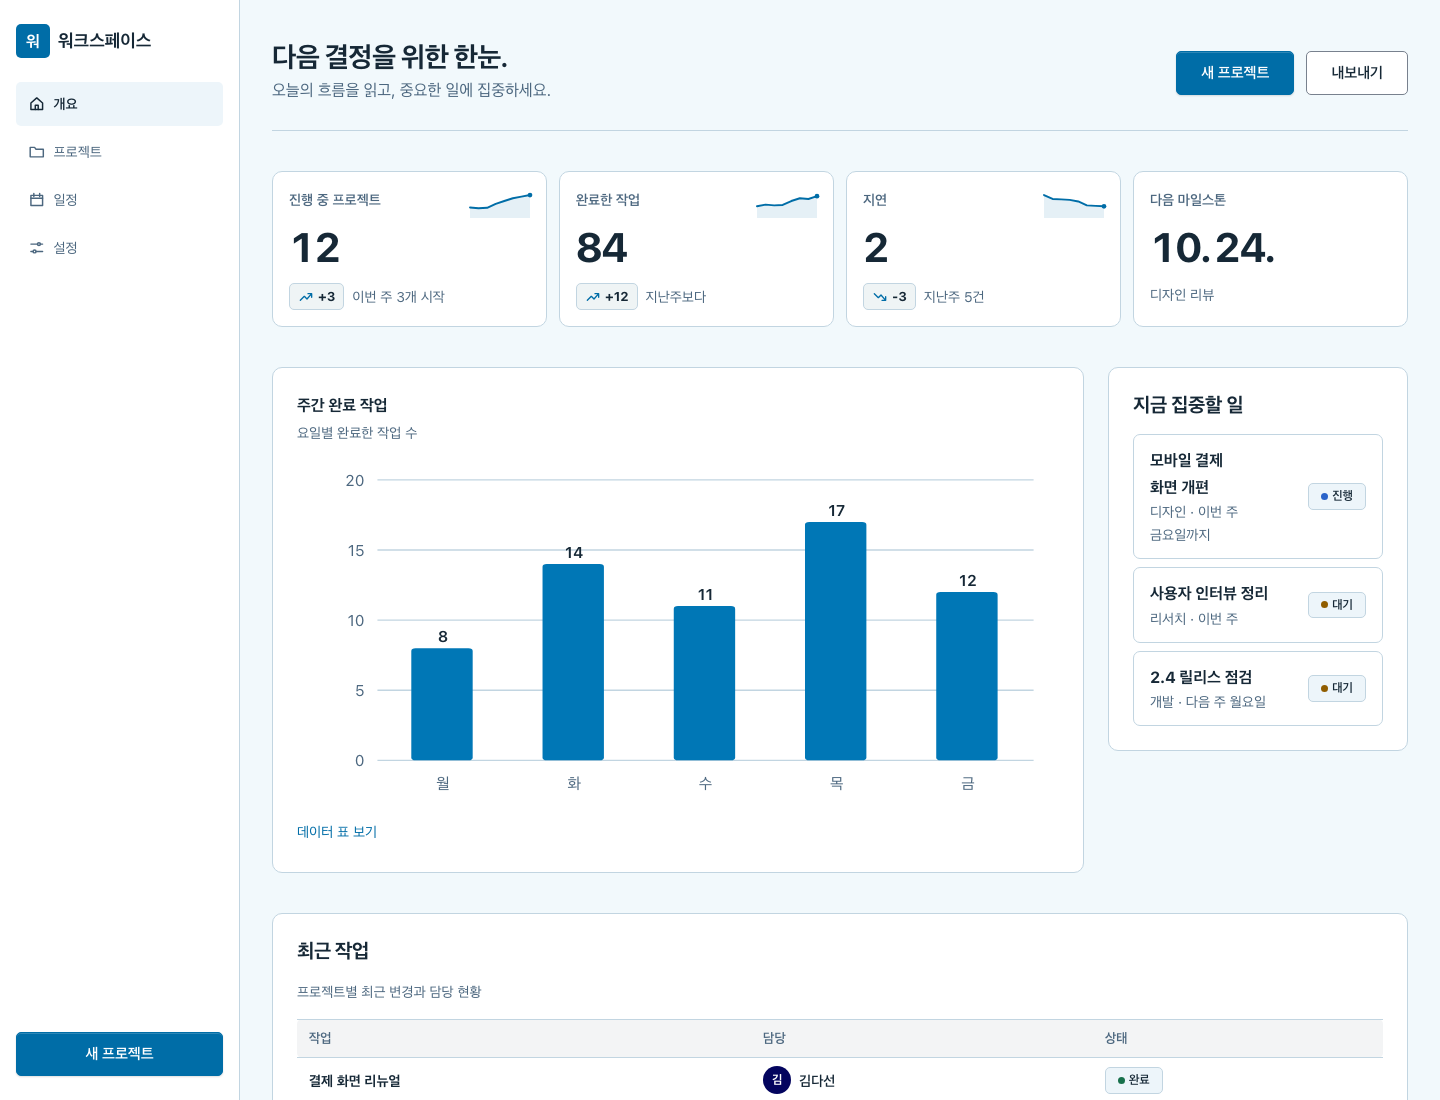 워 워크스페이스
개요
프로젝트
일정
설정
새 프로젝트
다음 결정을 위한 한눈.
오늘의 흐름을 읽고, 중요한 일에 집중하세요.
새 프로젝트
내보내기
진행 중 프로젝트
12
+3 이번 주 3개 시작
완료한 작업
84
+12 지난주보다
지연
2
-3 지난주 5건
다음 마일스톤
10.24.
디자인 리뷰
주간 완료 작업
요일별 완료한 작업 수
20
15
10
5
0
8
14
11
17
12
월 화 수 목 금
데이터 표 보기
지금 집중할 일
모바일 결제
화면 개편
디자인 · 이번 주
금요일까지
진행
사용자 인터뷰 정리
리서치 · 이번 주
대기
2.4 릴리스 점검
개발 · 다음 주 월요일
대기
최근 작업
프로젝트별 최근 변경과 담당 현황
작업 담당 상태
결제 화면 리뉴얼 김 김다선 완료